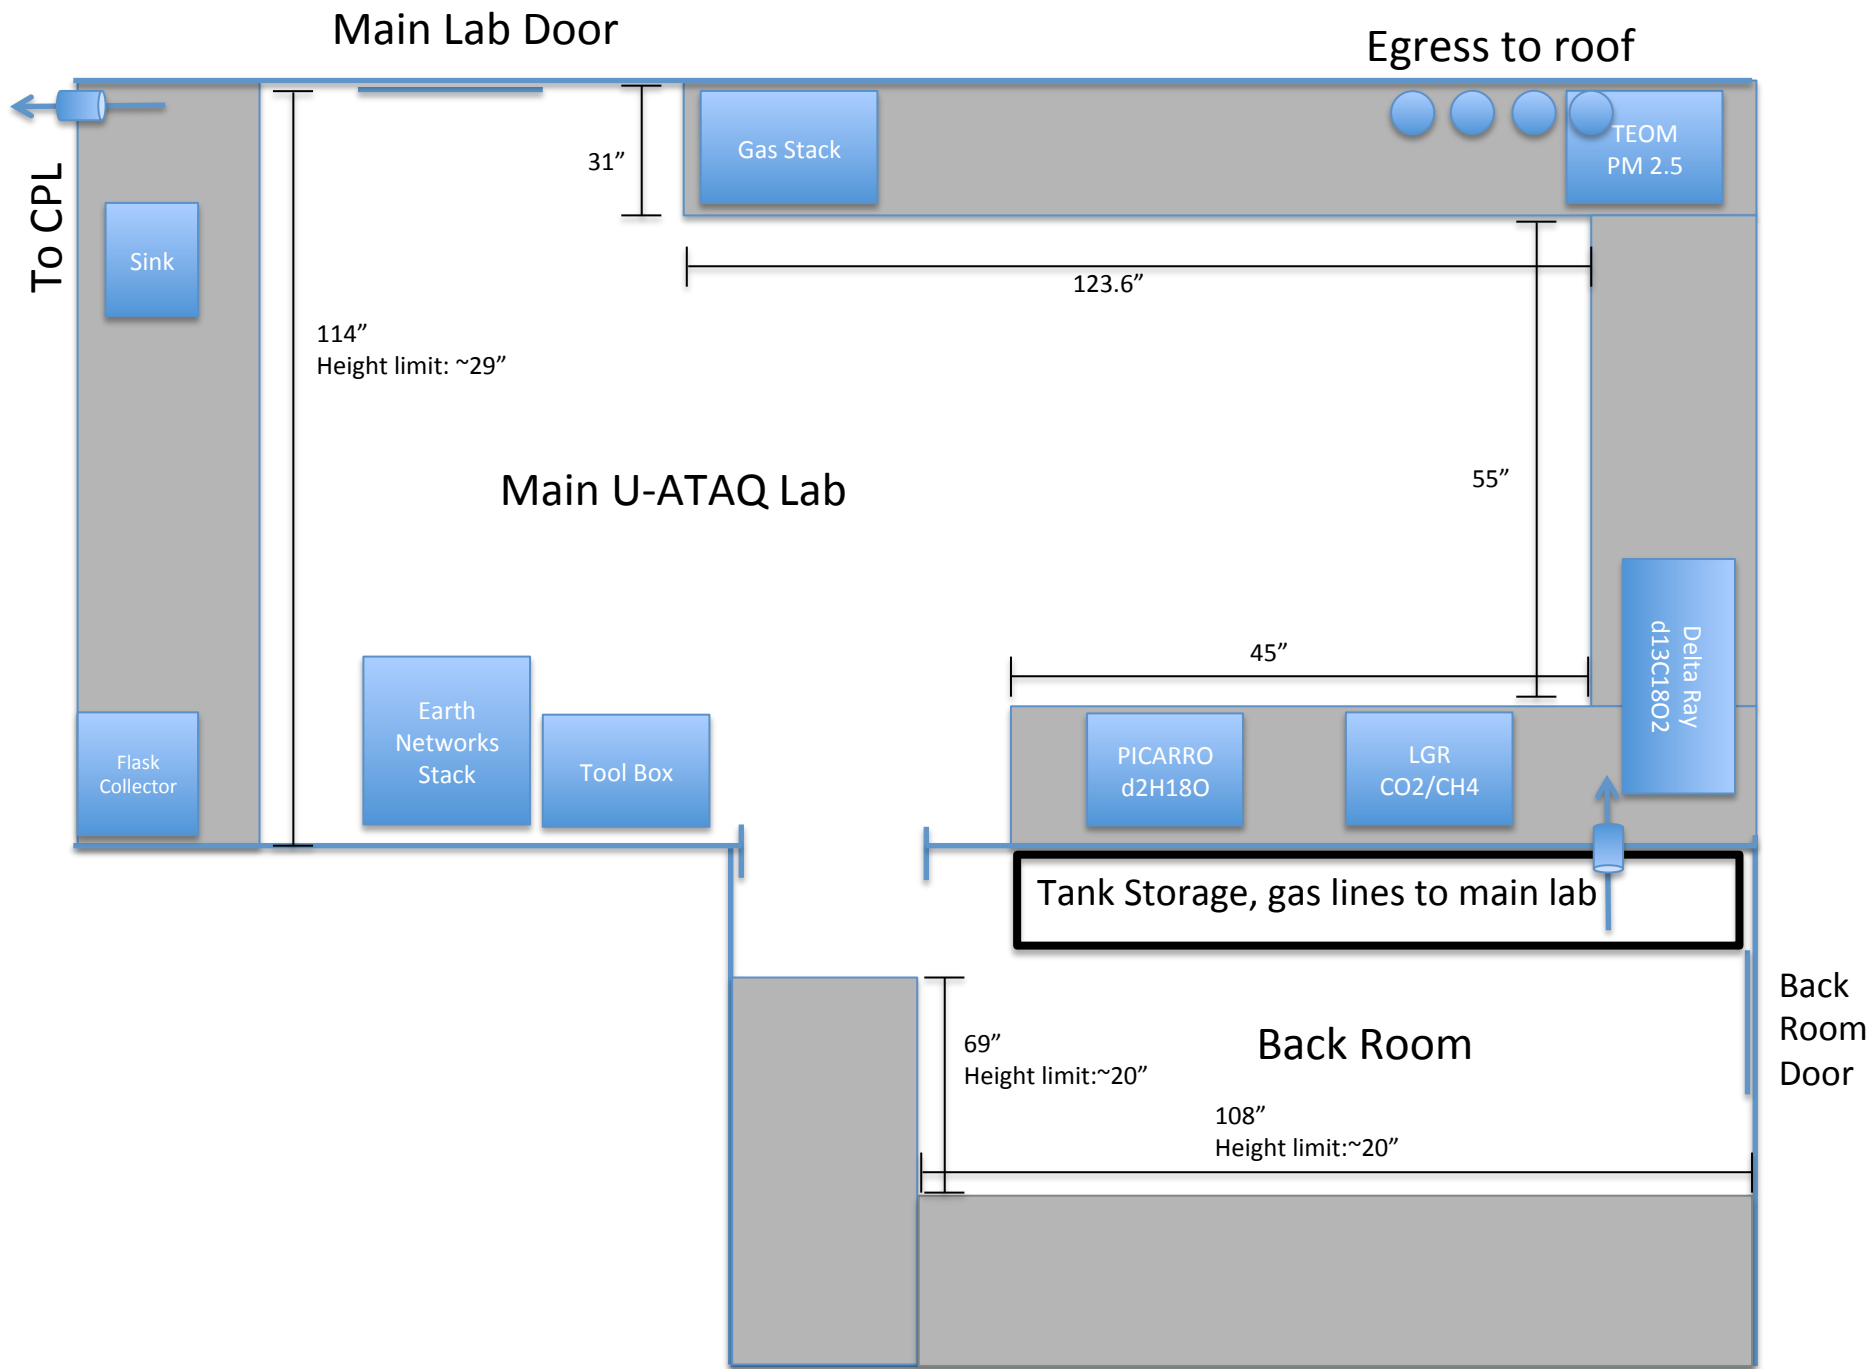 Main Lab Door
Egress to roof
To CPL
Gas Stack
TEOM
PM 2.5
31”
Sink
123.6”
114”
Height limit: ~29”
Main U-ATAQ Lab
55”
Delta Ray
d13C18O2
45”
Earth
Networks
Stack
Tool Box
Flask
Collector
PICARRO
d2H18O
LGR
CO2/CH4
Tank Storage, gas lines to main lab
Back
Room
Door
69”
Height limit:~20”
Back Room
108”
Height limit:~20”